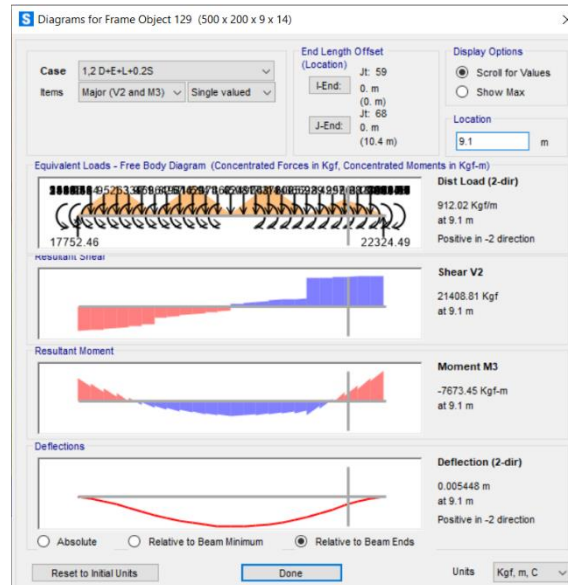 S Diagrams for Frame Object 129 (500 x 200 x 9 x 14)
Case 1,2 D+E+L+0.2S
Items Major (V2 and M3) Single valued
End Length Offset
(Location)
I-End: Jt: 59
0. m
(0. m)
J-End: Jt: 68
0. m
(10.4 m)
Display Options
Scroll for Values
Show Max
Location
9.1 m
Equivalent Loads - Free Body Diagram (Concentrated Forces in Kgf, Concentrated Moments in Kgf-m)
17752.46 22324.49
Dist Load (2-dir)
912.02 Kgf/m
at 9.1 m
Positive in -2 direction
Resultant Shear
Shear V2
21408.81 Kgf
at 9.1 m
Resultant Moment
Moment M3
-7673.45 Kgf-m
at 9.1 m
Deflections
Deflection (2-dir)
0.005448 m
at 9.1 m
Positive in -2 direction
Absolute Relative to Beam Minimum Relative to Beam Ends
Reset to Initial Units Done Units Kgf, m, C